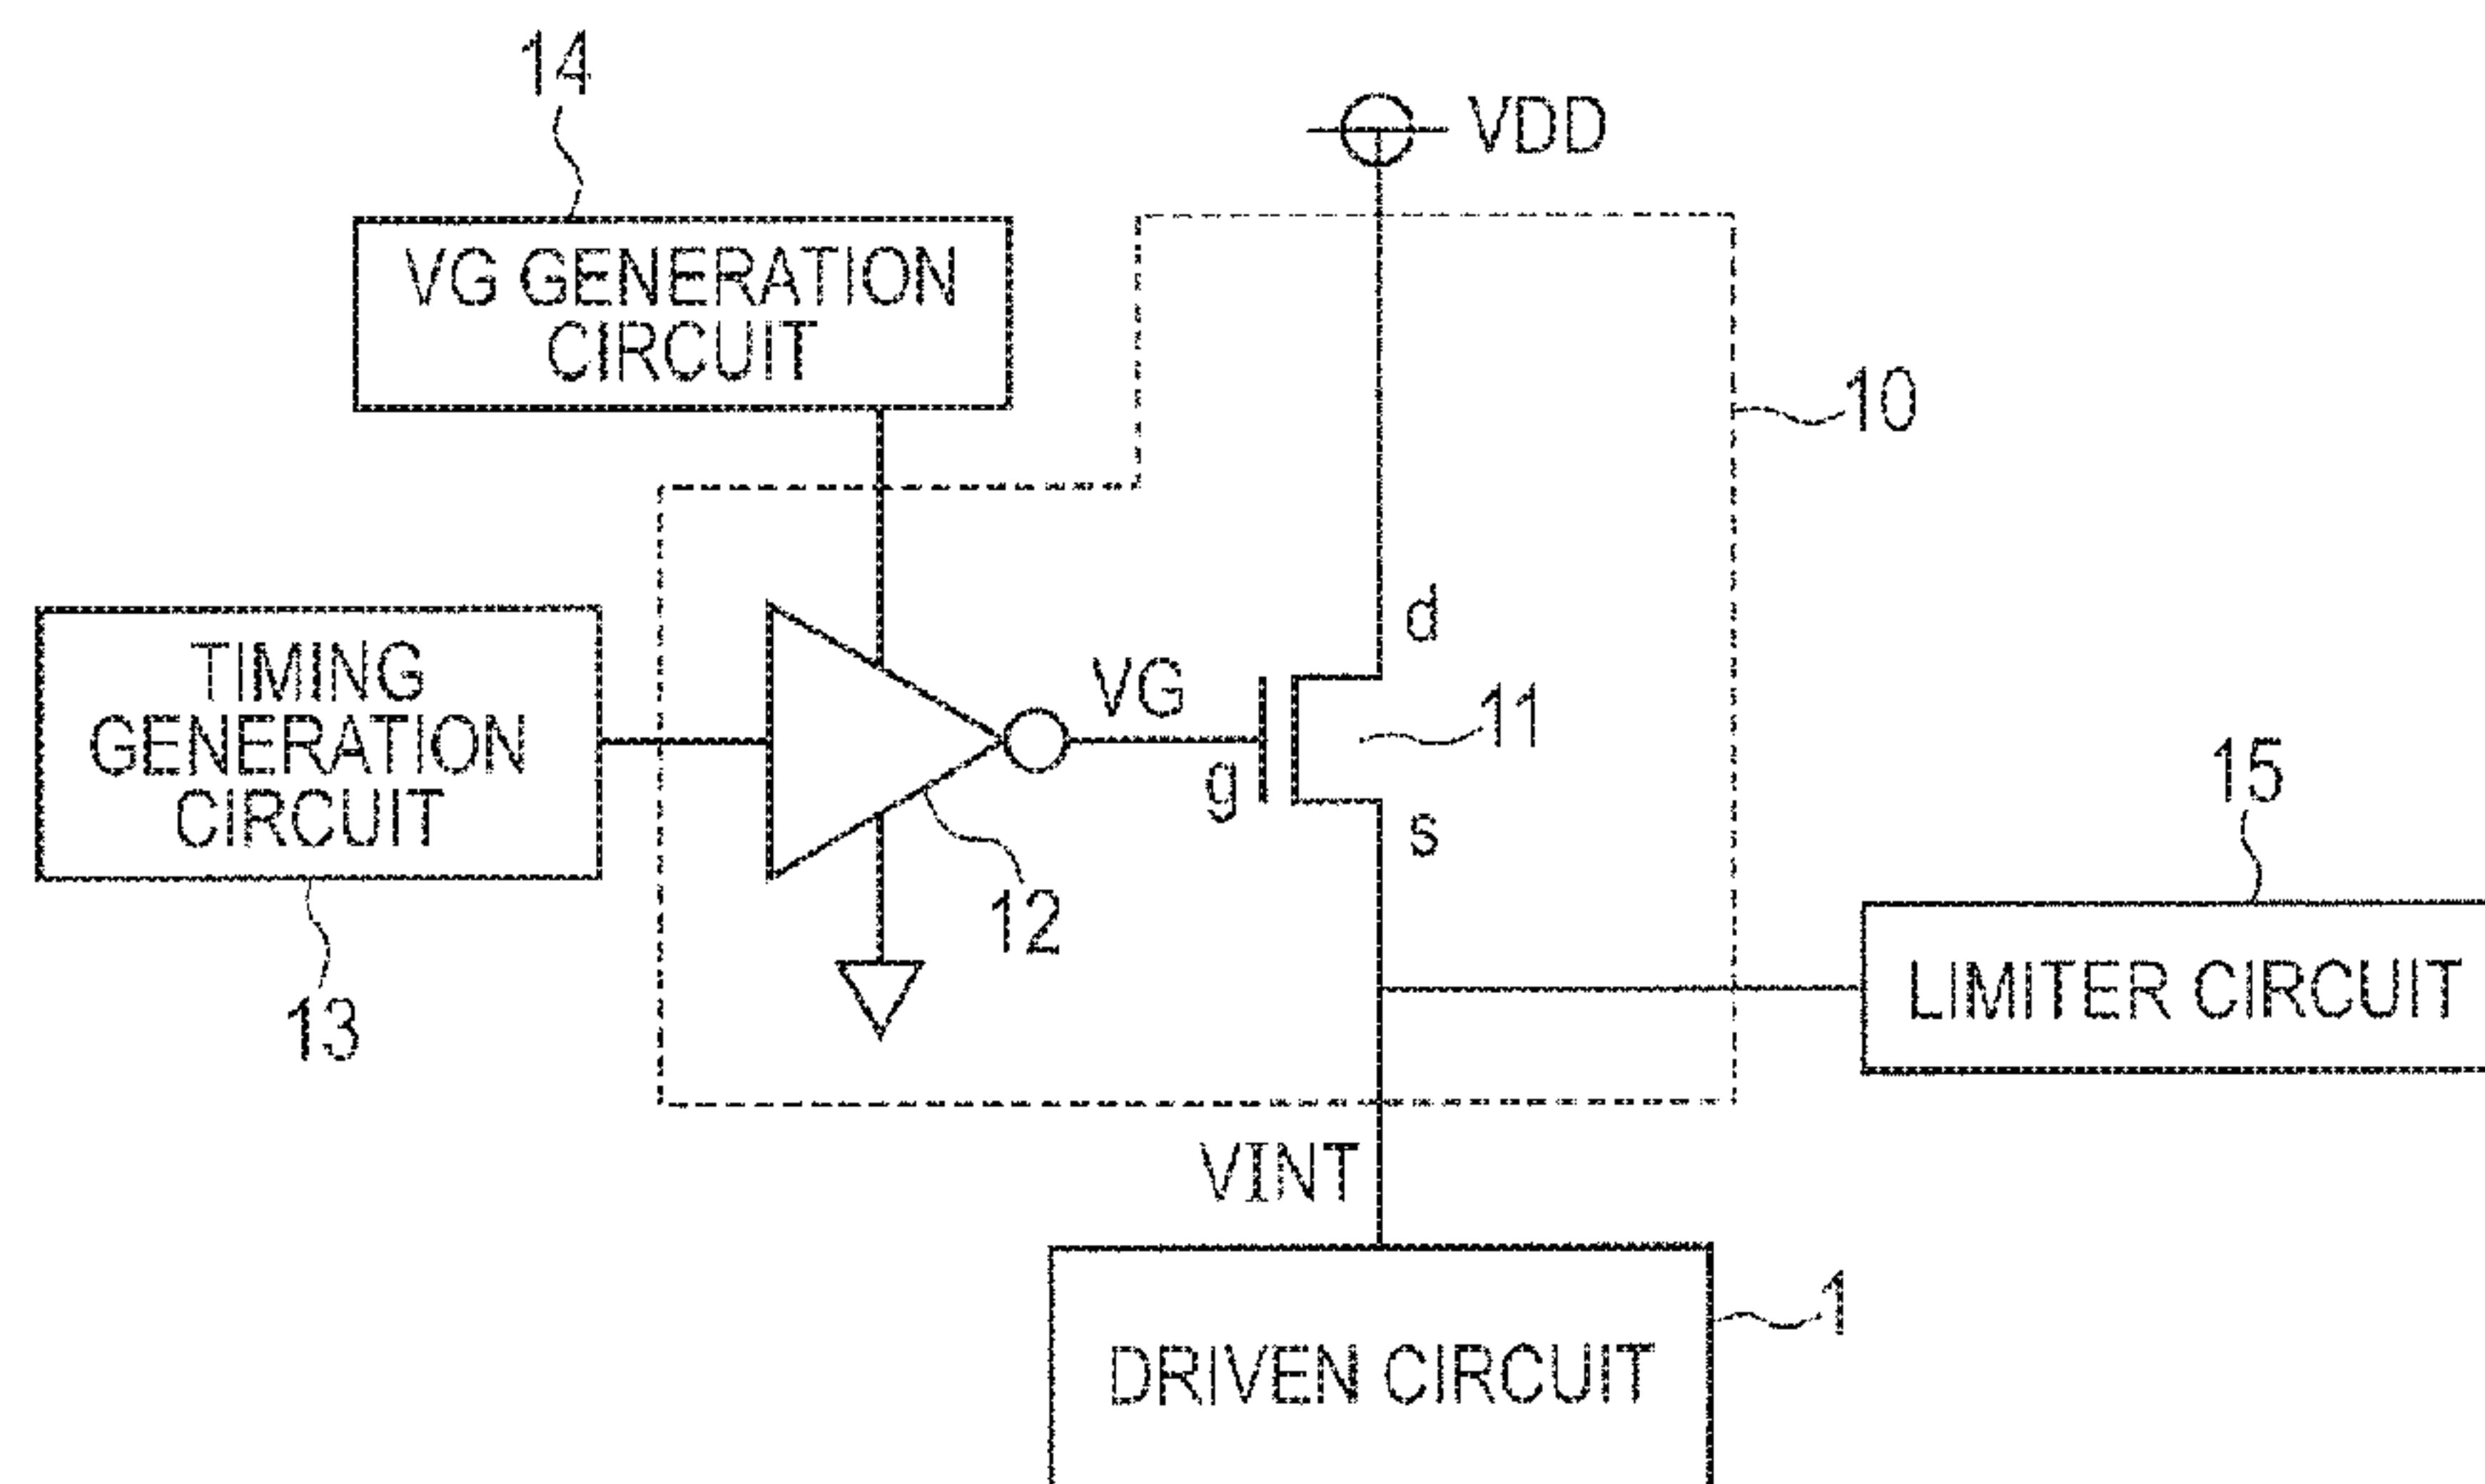 14
VDD
VG GENERATION
CIRCUIT
10
d
TIMING
GENERATION
CIRCUIT
VG
g
11
s
15
12
LIMITER CIRCUIT
13
VINT
1
DRIVEN CIRCUIT